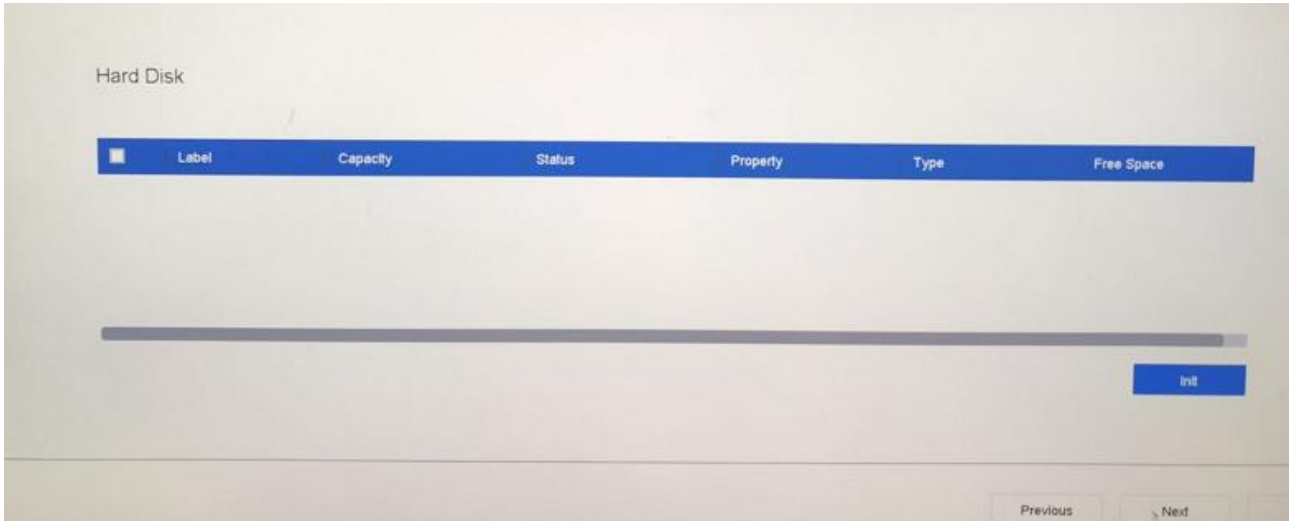 Hard Disk
Label Capacity Status Property Type Free Space
Init
Previous Next